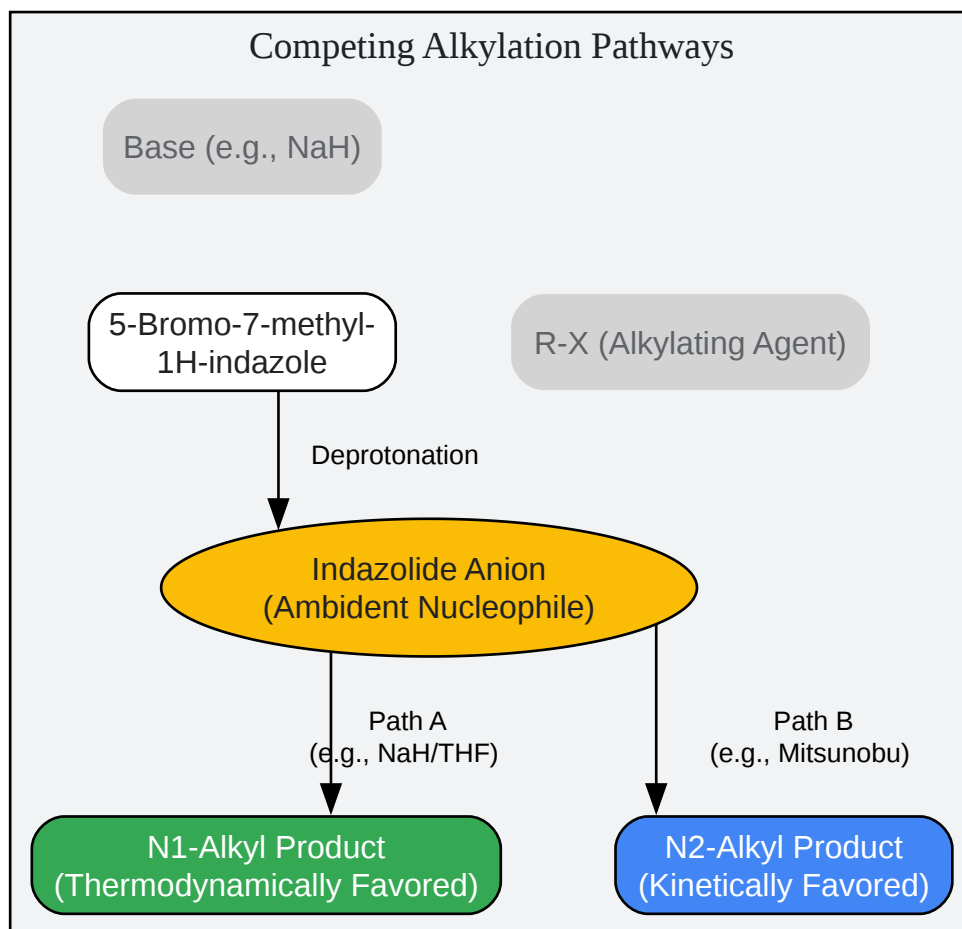 Competing Alkylation Pathways
Base (e.g., NaH)
5-Bromo-7-methyl-
1H-indazole
R-X (Alkylating Agent)
Deprotonation
Indazolide Anion
(Ambident Nucleophile)
Path A
(e.g., NaH/THF)
Path B
(e.g., Mitsunobu)
N1-Alkyl Product
(Thermodynamically Favored)
N2-Alkyl Product
(Kinetically Favored)